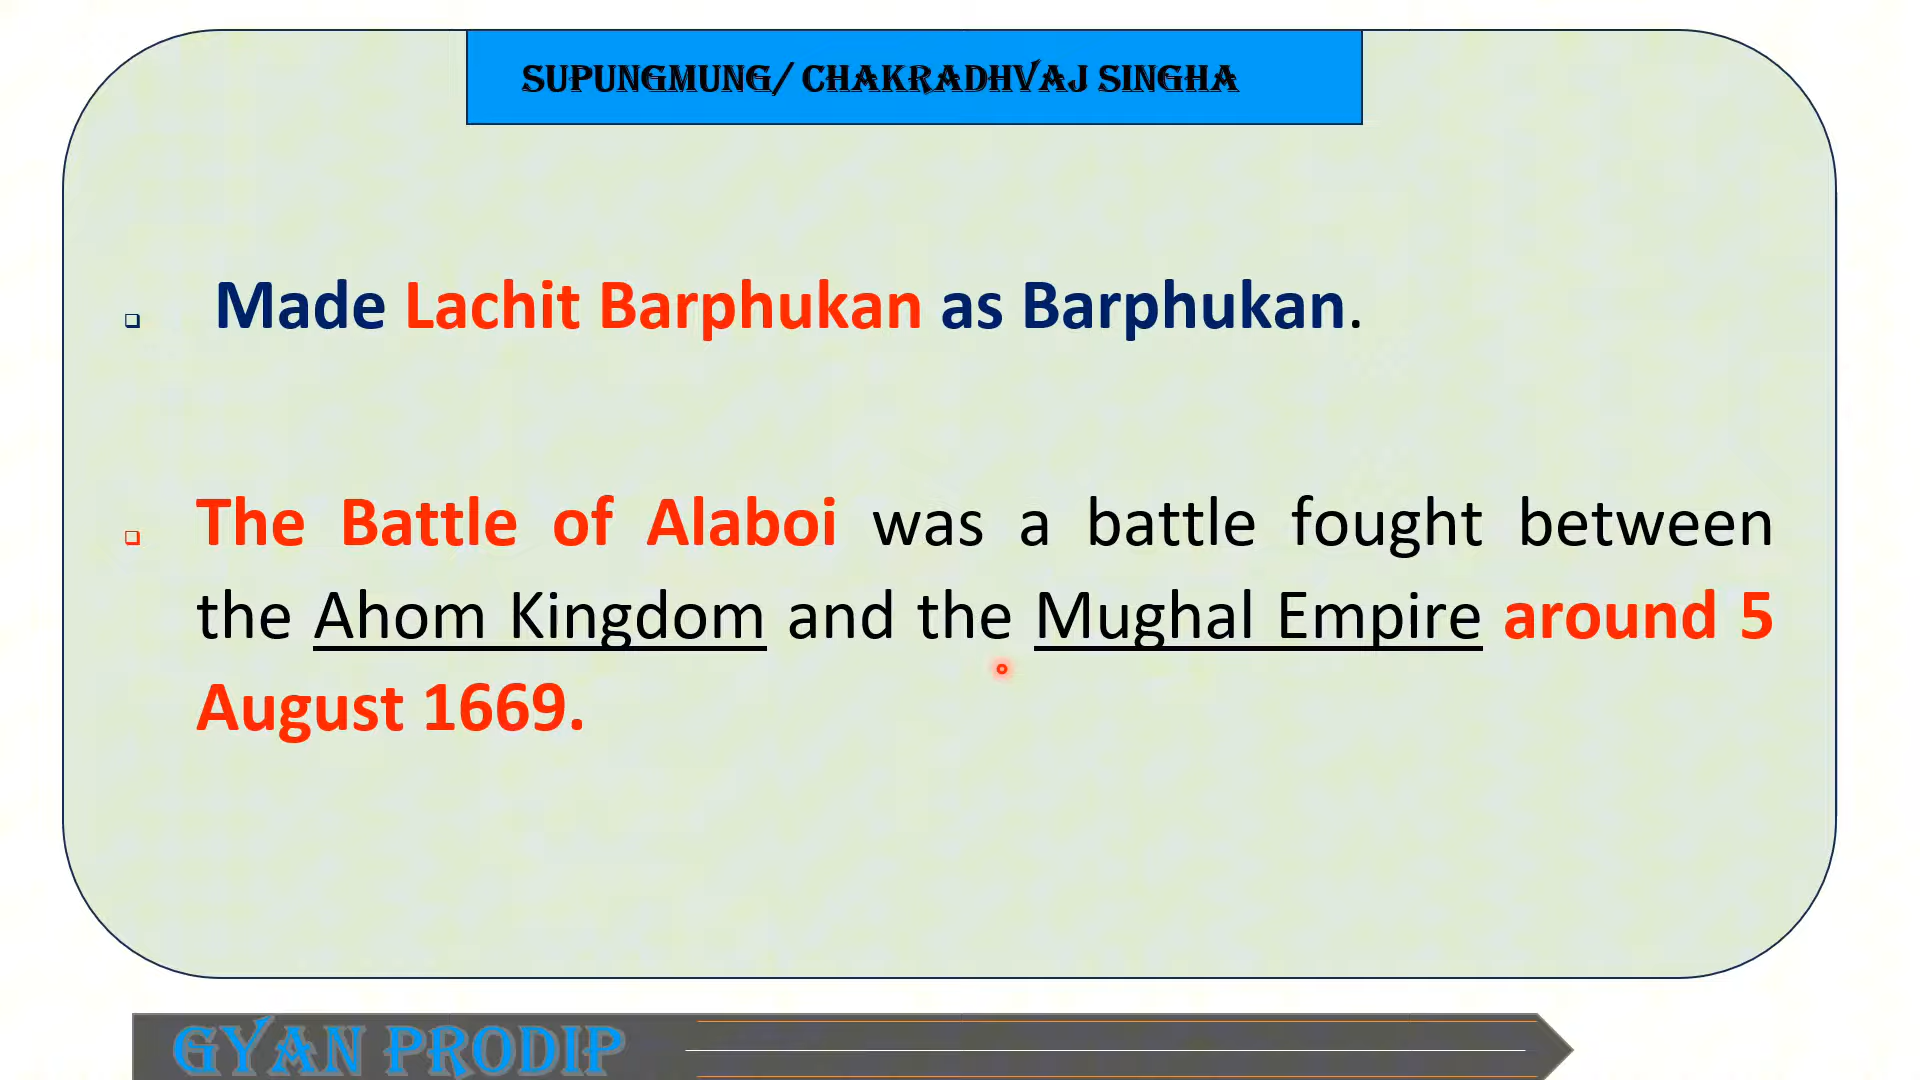 SUPUNGMUNG/ CHAKRADHVAJ SINGHA
Made Lachit Barphukan as Barphukan.
The Battle of Alaboi was a battle fought between
the Ahom Kingdom and the Mughal Empire around 5
August 1669.
GYAN PRODIP